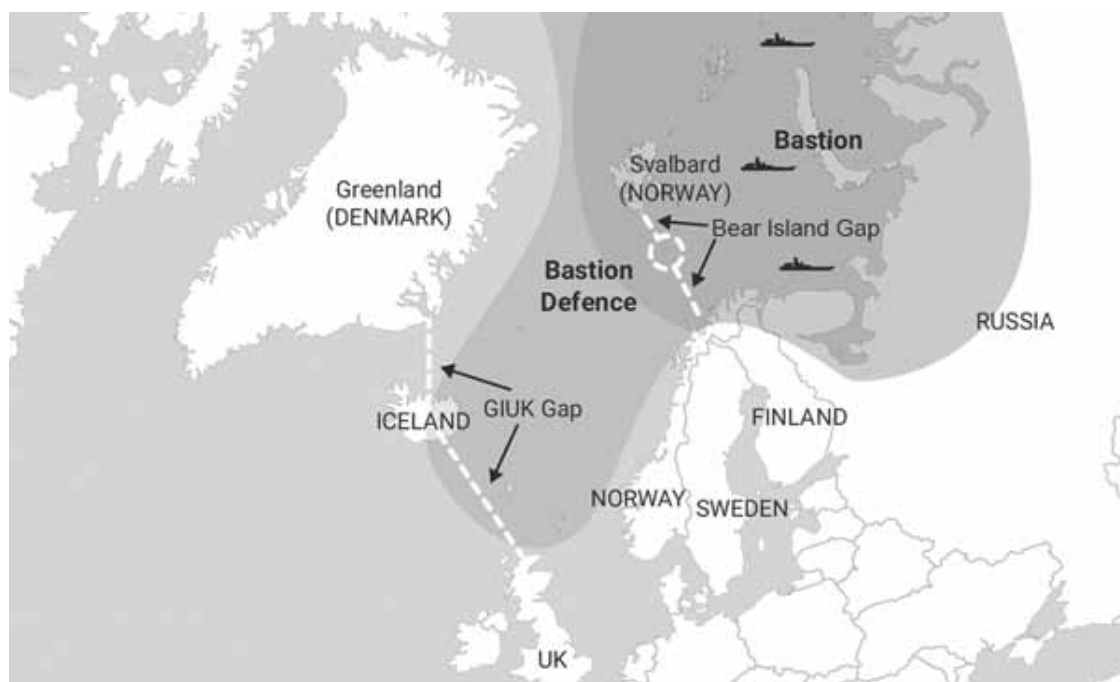 Bastion
Svalbard
(NORWAY)
Greenland
(DENMARK)
Bear Island Gap
Bastion
Defence
RUSSIA
ICELAND
GIUK Gap
FINLAND
NORWAY
SWEDEN
UK